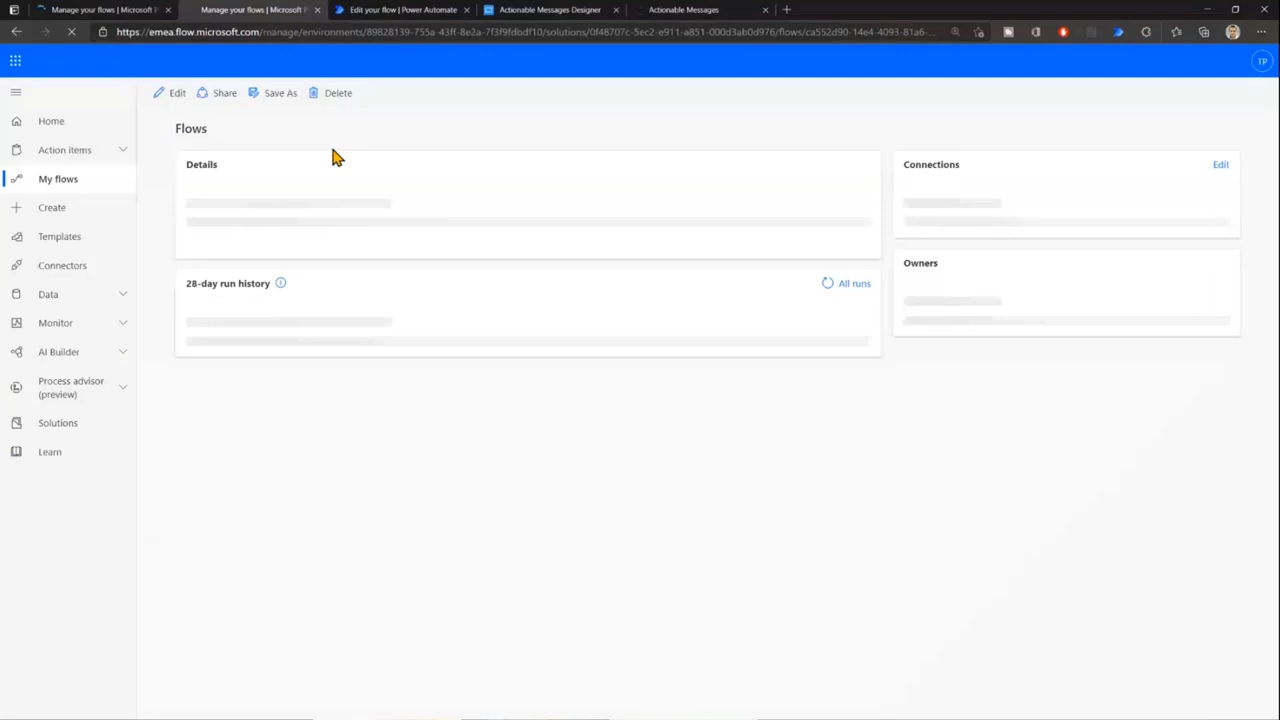 Manage your flows | Microsoft P
Manage your flows | Microsoft P
Edit your flow | Power Automate
Actionable Messages Designer
Actionable Messages
https://emea.flow.microsoft.com/manage/environments/89828139-755a-43ff-8e2a-7f3f9fdbdf10/solutions/0f48707c-5ec2-e911-a851-000d3ab0d976/flows/ca552d90-14e4-4093-81a6-...
TP
Edit
Share
Save As
Delete
Home
Action items
My flows
Create
Templates
Connectors
Data
Monitor
AI Builder
Process advisor
(preview)
Solutions
Learn
Flows
Details
28-day run history
All runs
Connections
Edit
Owners